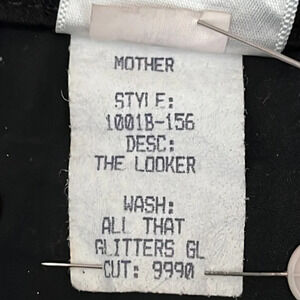 MOTHER
STYLE:
1001B-156
DESC:
THE LOOKER
WASH:
ALL THAT
GLITTERS GL
CUT: 9990